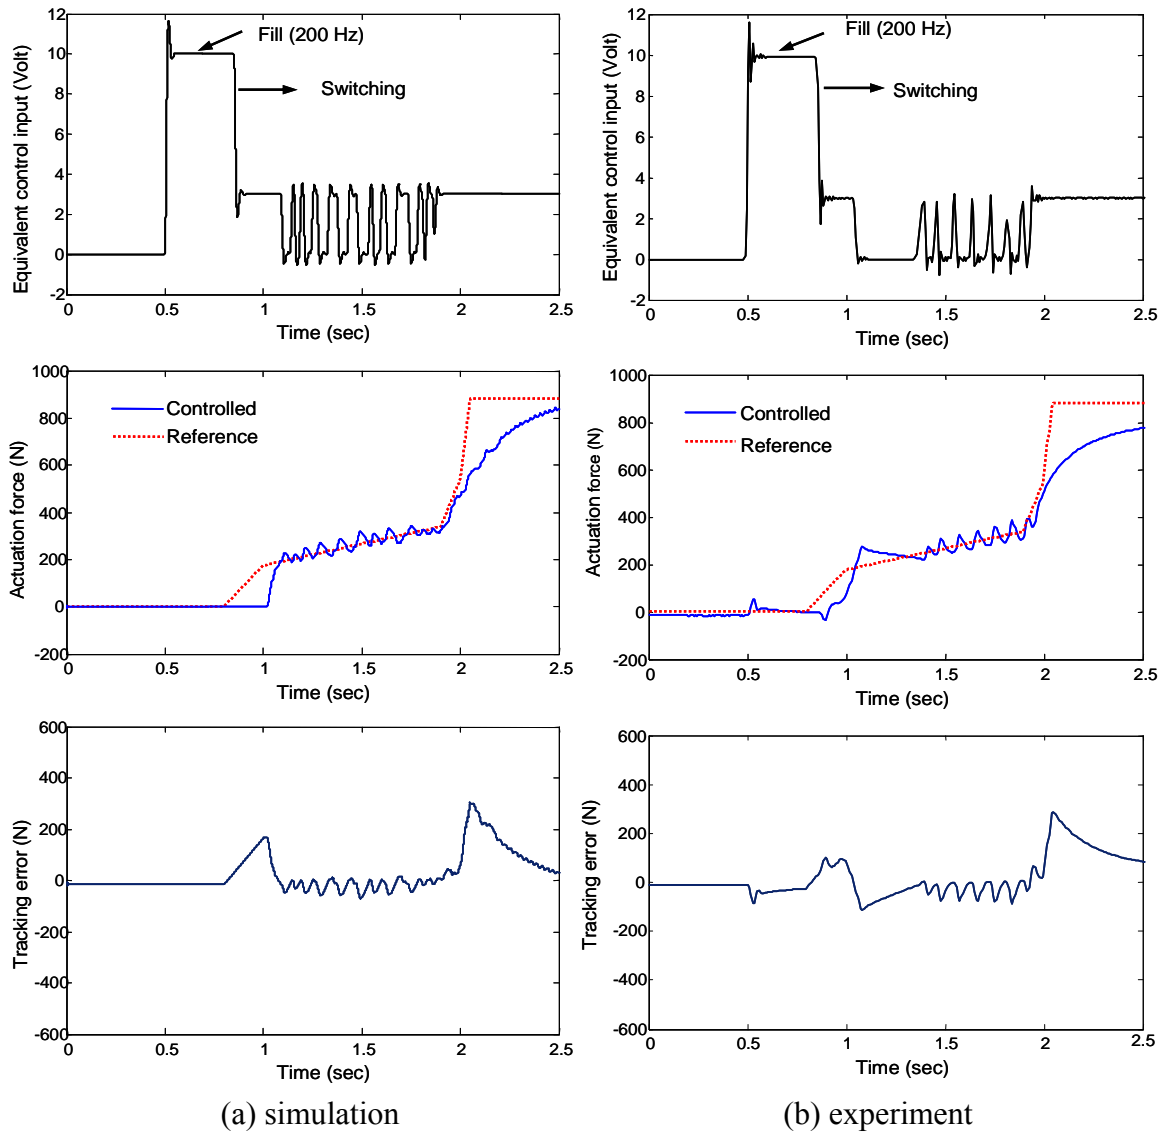 Equivalent control input (Volt)
12
10
8
6
4
2
0
-2
Fill (200 Hz)
Switching
0 0.5 1 1.5 2 2.5
Time (sec)
Equivalent control input (Volt)
12
10
8
6
4
2
0
-2
Fill (200 Hz)
Switching
0 0.5 1 1.5 2 2.5
Time (sec)
Actuation force (N)
1000
800
600
400
200
0
-200
Controlled
Reference
0 0.5 1 1.5 2 2.5
Time (sec)
Actuation force (N)
1000
800
600
400
200
0
-200
Controlled
Reference
0 0.5 1 1.5 2 2.5
Time (sec)
Tracking error (N)
600
400
200
0
-200
-400
-600
0 0.5 1 1.5 2 2.5
Time (sec)
Tracking error (N)
600
400
200
0
-200
-400
-600
0 0.5 1 1.5 2 2.5
Time (sec)
(a) simulation
(b) experiment